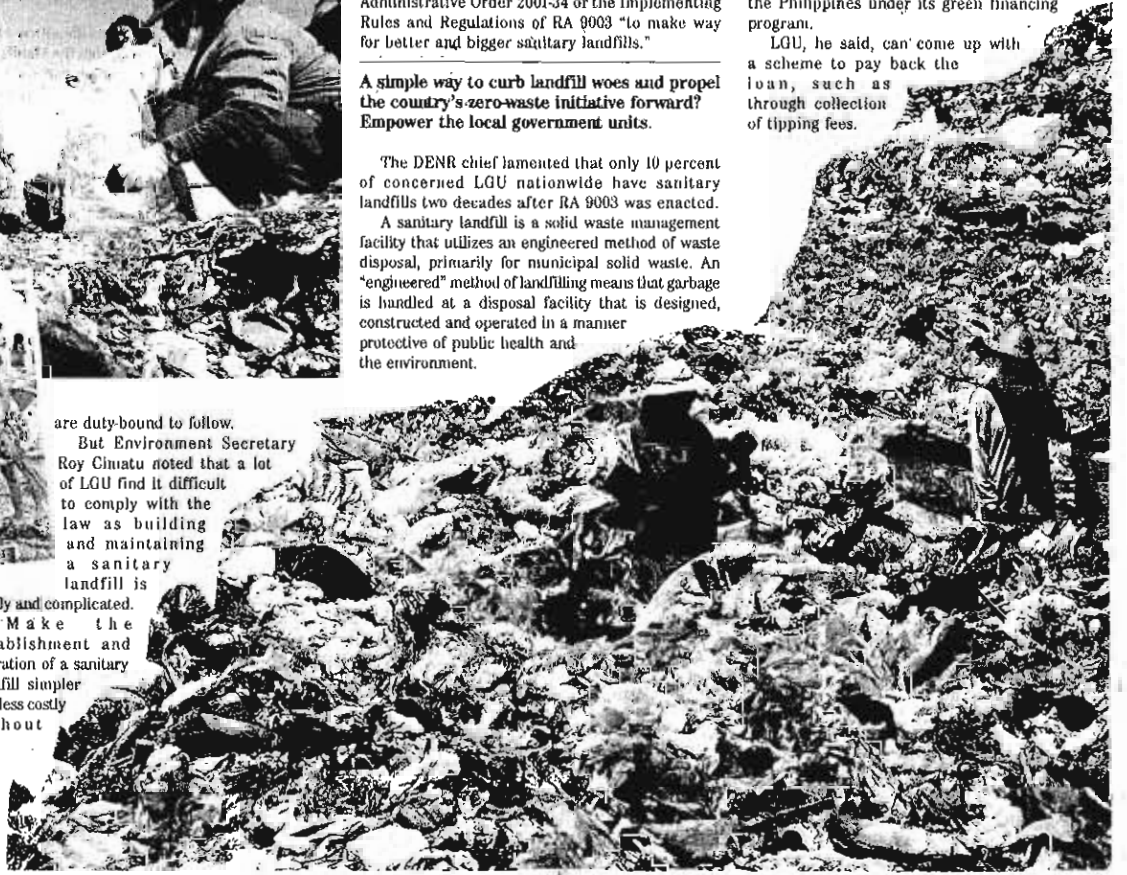 are duty-bound to follow.
But Environment Secretary
Roy Cimatu noted that a lot
of LGU find it difficult
to comply with the
law as building
and maintaining
a sanitary
landfill is
ly and complicated.
"Make the
ablishment and
ration of a sanitary
fill simpler
less costly
hout
Administrative Order 2001-34 or the Implementing
Rules and Regulations of RA 9003 "to make way
for better and bigger sanitary landfills."
A simple way to curb landfill woes and propel
the country's zero-waste initiative forward?
Empower the local government units.
The DENR chief lamented that only 10 percent
of concerned LGU nationwide have sanitary
landfills two decades after RA 9003 was enacted.
A sanitary landfill is a solid waste management
facility that utilizes an engineered method of waste
disposal, primarily for municipal solid waste. An
"engineered" method of landfilling means that garbage
is handled at a disposal facility that is designed,
constructed and operated in a manner
protective of public health and
the environment.
the Philippines under its green financing
program.
LGU, he said, can come up with
a scheme to pay back the
loan, such as
through collection
of tipping fees.